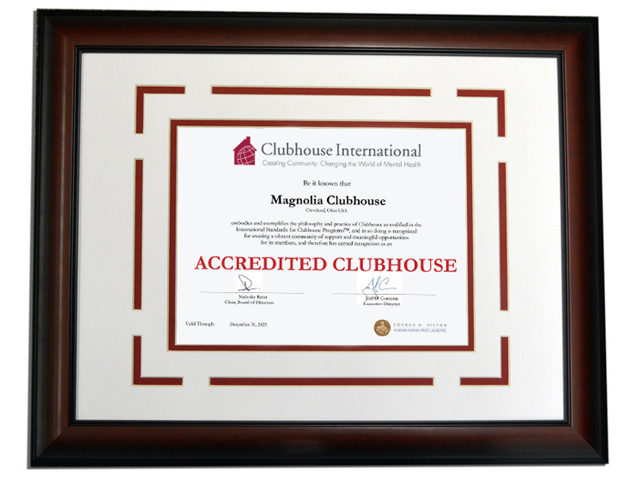 Clubhouse International
Creating Community: Changing the World of Mental Health
Be it known that
Magnolia Clubhouse
Cleveland, Ohio USA
embodies and exemplifies the philosophy and practice of Clubhouse as codified in the
International Standards for Clubhouse Programs™, and in so doing is recognized
for creating a vibrant community of support and meaningful opportunities
for its members, and therefore has earned recognition as an
ACCREDITED CLUBHOUSE
Chair, Board of Directors
Executive Director
Valid Through: December 31, 2025
CONRAD N. HILTON
HUMANITARIAN PRIZE LAUREATE